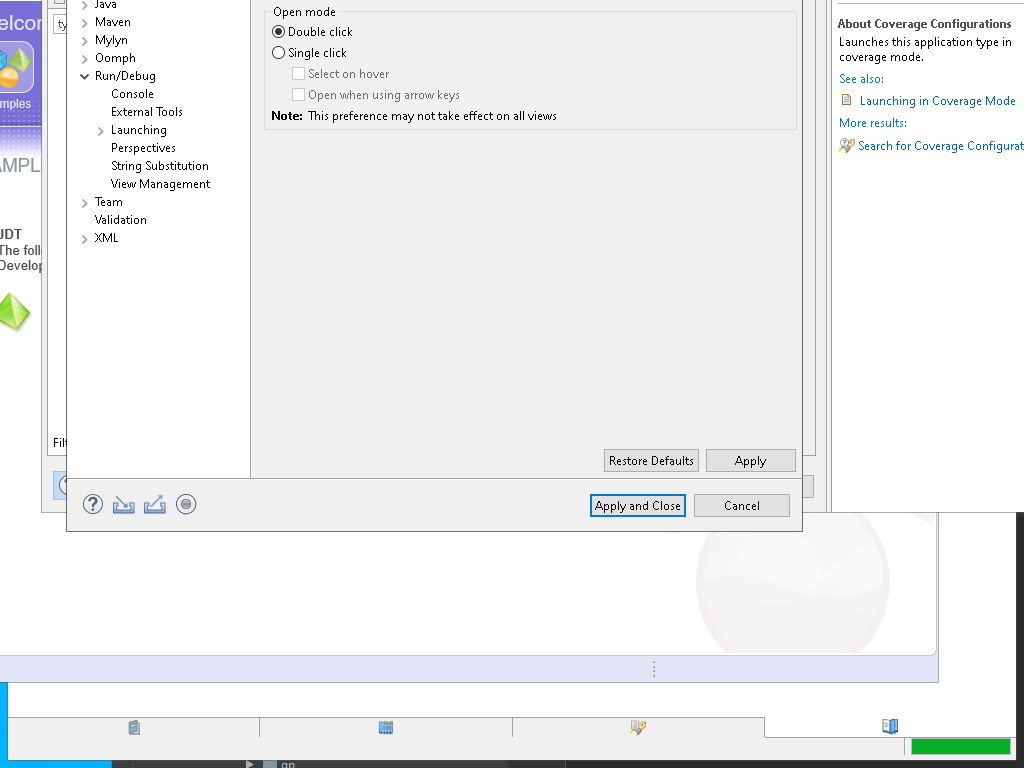 Java
Maven
Mylyn
Oomph
Run/Debug
Console
External Tools
Launching
Perspectives
String Substitution
View Management
Team
Validation
XML
Open mode
Double click
Single click
Select on hover
Open when using arrow keys
Note: This preference may not take effect on all views
Restore Defaults
Apply
Apply and Close
Cancel
About Coverage Configurations
Launches this application type in
coverage mode.
See also:
Launching in Coverage Mode
More results:
Search for Coverage Configurat
elcom
mples
AMPL
JDT
The foll
Develop
ty
Filt